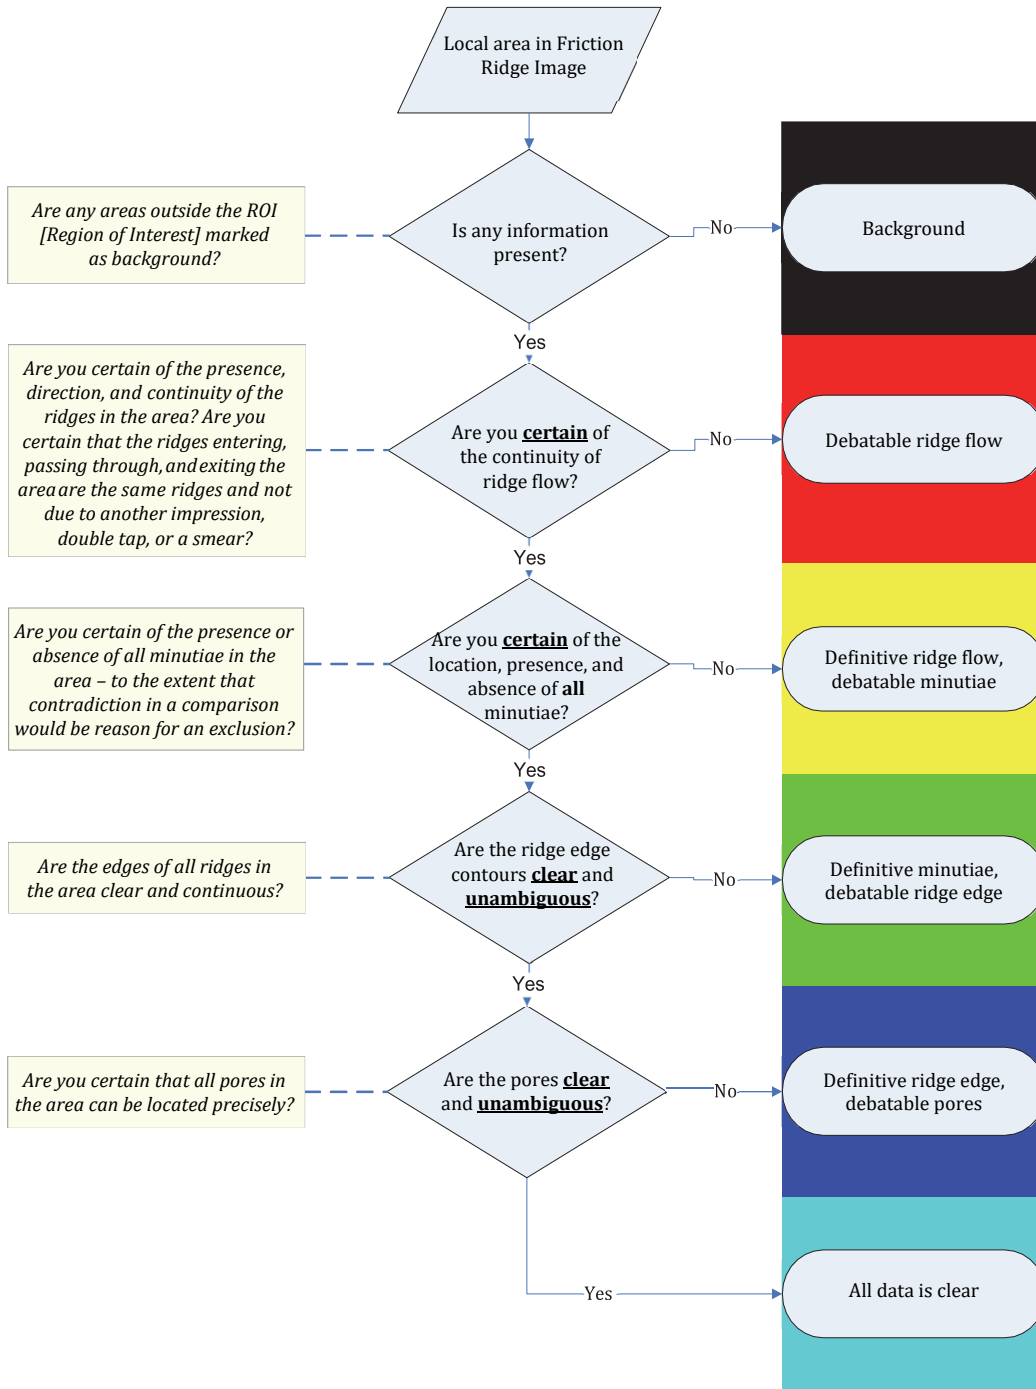 Local area in Friction
Ridge Image
Are any areas outside the ROI
[Region of Interest] marked
as background?
Is any information
present?
No
Background
Yes
Are you certain of the presence,
direction, and continuity of the
ridges in the area? Are you
certain that the ridges entering,
passing through, and exiting the
area are the same ridges and not
due to another impression,
double tap, or a smear?
Are you certain of
the continuity of
ridge flow?
No
Debatable ridge flow
Yes
Are you certain of the presence or
absence of all minutiae in the
area – to the extent that
contradiction in a comparison
would be reason for an exclusion?
Are you certain of the
location, presence, and
absence of all
minutiae?
No
Definitive ridge flow,
debatable minutiae
Yes
Are the edges of all ridges in
the area clear and continuous?
Are the ridge edge
contours clear and
unambiguous?
No
Definitive minutiae,
debatable ridge edge
Yes
Are you certain that all pores in
the area can be located precisely?
Are the pores clear
and unambiguous?
No
Definitive ridge edge,
debatable pores
Yes
All data is clear